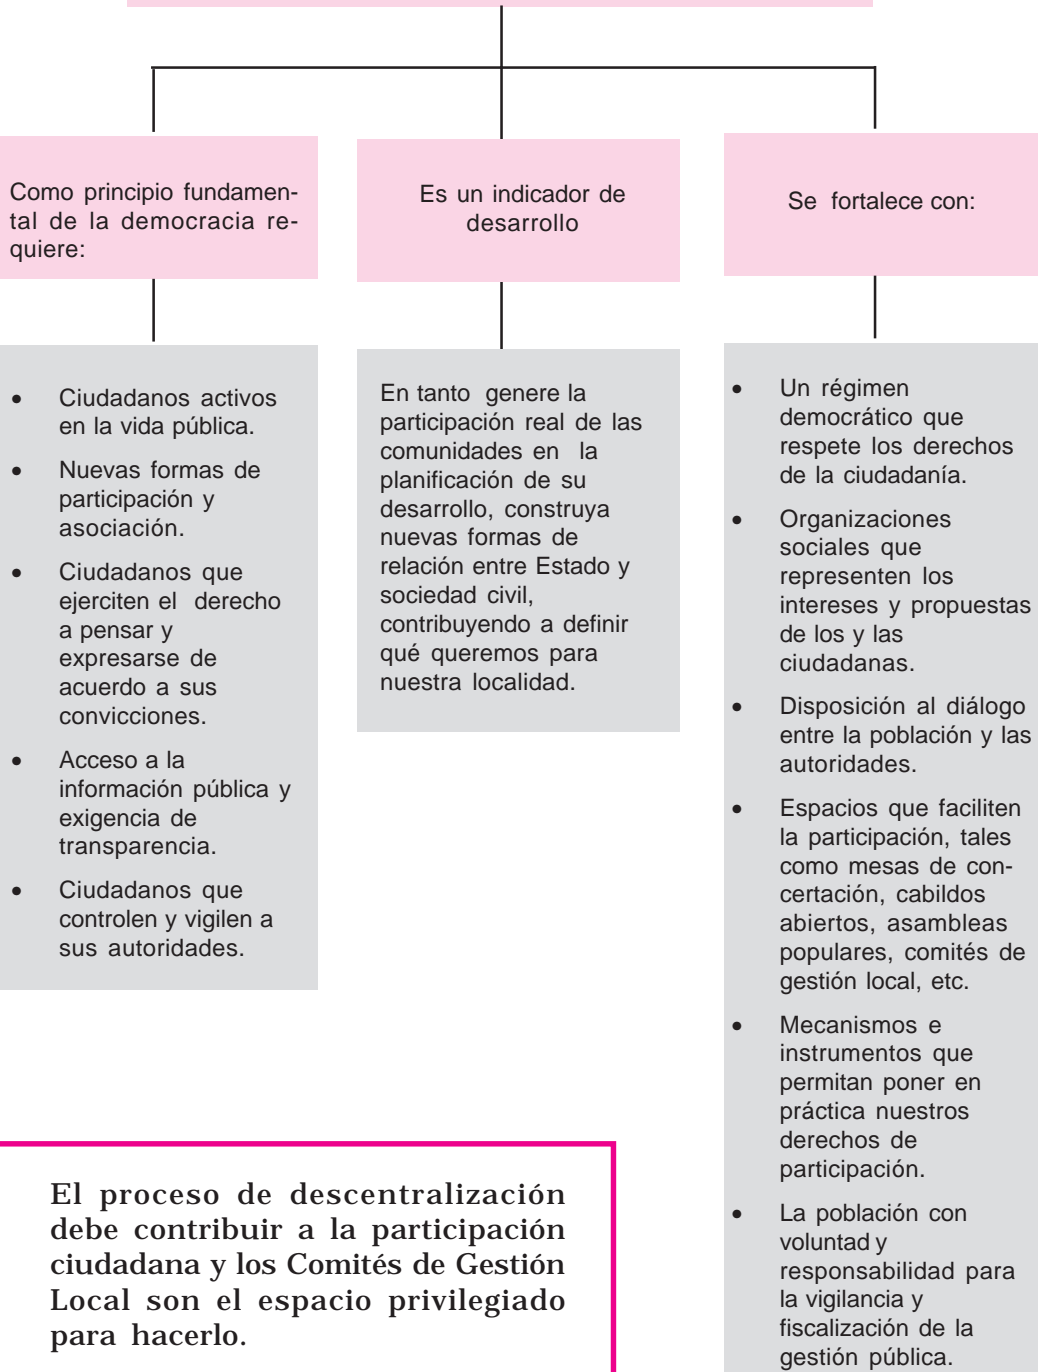 Como principio fundamen-
tal de la democracia re-
quiere:
Es un indicador de
desarrollo
Se fortalece con:
• Ciudadanos activos
en la vida pública.
• Nuevas formas de
participación y
asociación.
• Ciudadanos que
ejerciten el derecho
a pensar y
expresarse de
acuerdo a sus
convicciones.
• Acceso a la
información pública y
exigencia de
transparencia.
• Ciudadanos que
controlen y vigilen a
sus autoridades.
En tanto genere la
participación real de las
comunidades en la
planificación de su
desarrollo, construya
nuevas formas de
relación entre Estado y
sociedad civil,
contribuyendo a definir
qué queremos para
nuestra localidad.
• Un régimen
democrático que
respete los derechos
de la ciudadanía.
• Organizaciones
sociales que
representen los
intereses y propuestas
de los y las
ciudadanas.
• Disposición al diálogo
entre la población y las
autoridades.
• Espacios que faciliten
la participación, tales
como mesas de con-
certación, cabildos
abiertos, asambleas
populares, comités de
gestión local, etc.
• Mecanismos e
instrumentos que
permitan poner en
práctica nuestros
derechos de
participación.
• La población con
voluntad y
responsabilidad para
la vigilancia y
fiscalización de la
gestión pública.
El proceso de descentralización
debe contribuir a la participación
ciudadana y los Comités de Gestión
Local son el espacio privilegiado
para hacerlo.